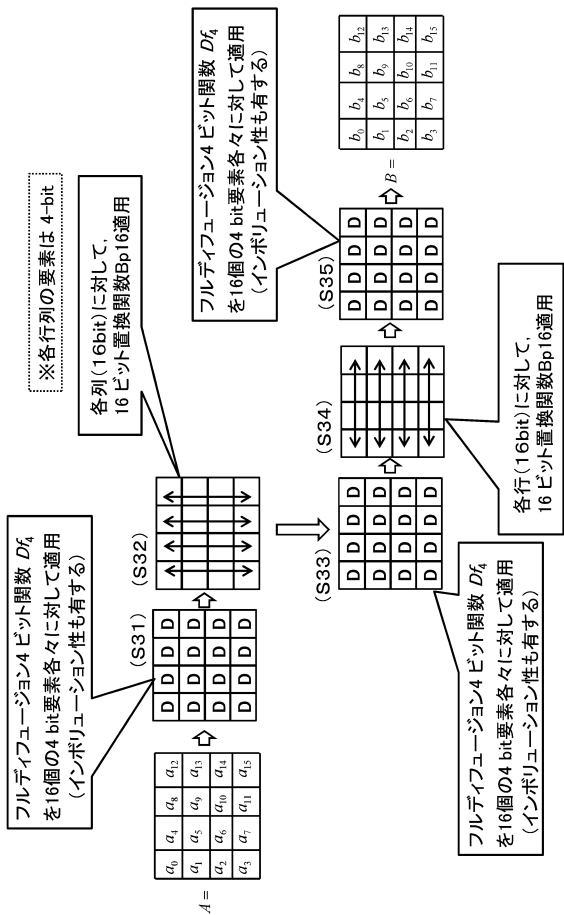 ※各行列の要素は 4-bit
フルディフュージョン4 ビット関数 Df4
を16個の4 bit要素各々に対して適用
(インボリューション性も有する)
各列(16bit)に対して,
16 ビット置換関数Bp16適用
(S31)
(S32)
A =
a0 a4 a8 a12
a1 a5 a9 a13
a2 a6 a10 a14
a3 a7 a11 a15
D D D D
D D D D
D D D D
D D D D
フルディフュージョン4 ビット関数 Df4
を16個の4 bit要素各々に対して適用
(インボリューション性も有する)
(S33)
(S34)
(S35)
D D D D
D D D D
D D D D
D D D D
D D D D
D D D D
D D D D
D D D D
B =
b0 b4 b8 b12
b1 b5 b9 b13
b2 b6 b10 b14
b3 b7 b11 b15
フルディフュージョン4 ビット関数 Df4
を16個の4 bit要素各々に対して適用
(インボリューション性も有する)
各行(16bit)に対して,
16 ビット置換関数Bp16適用